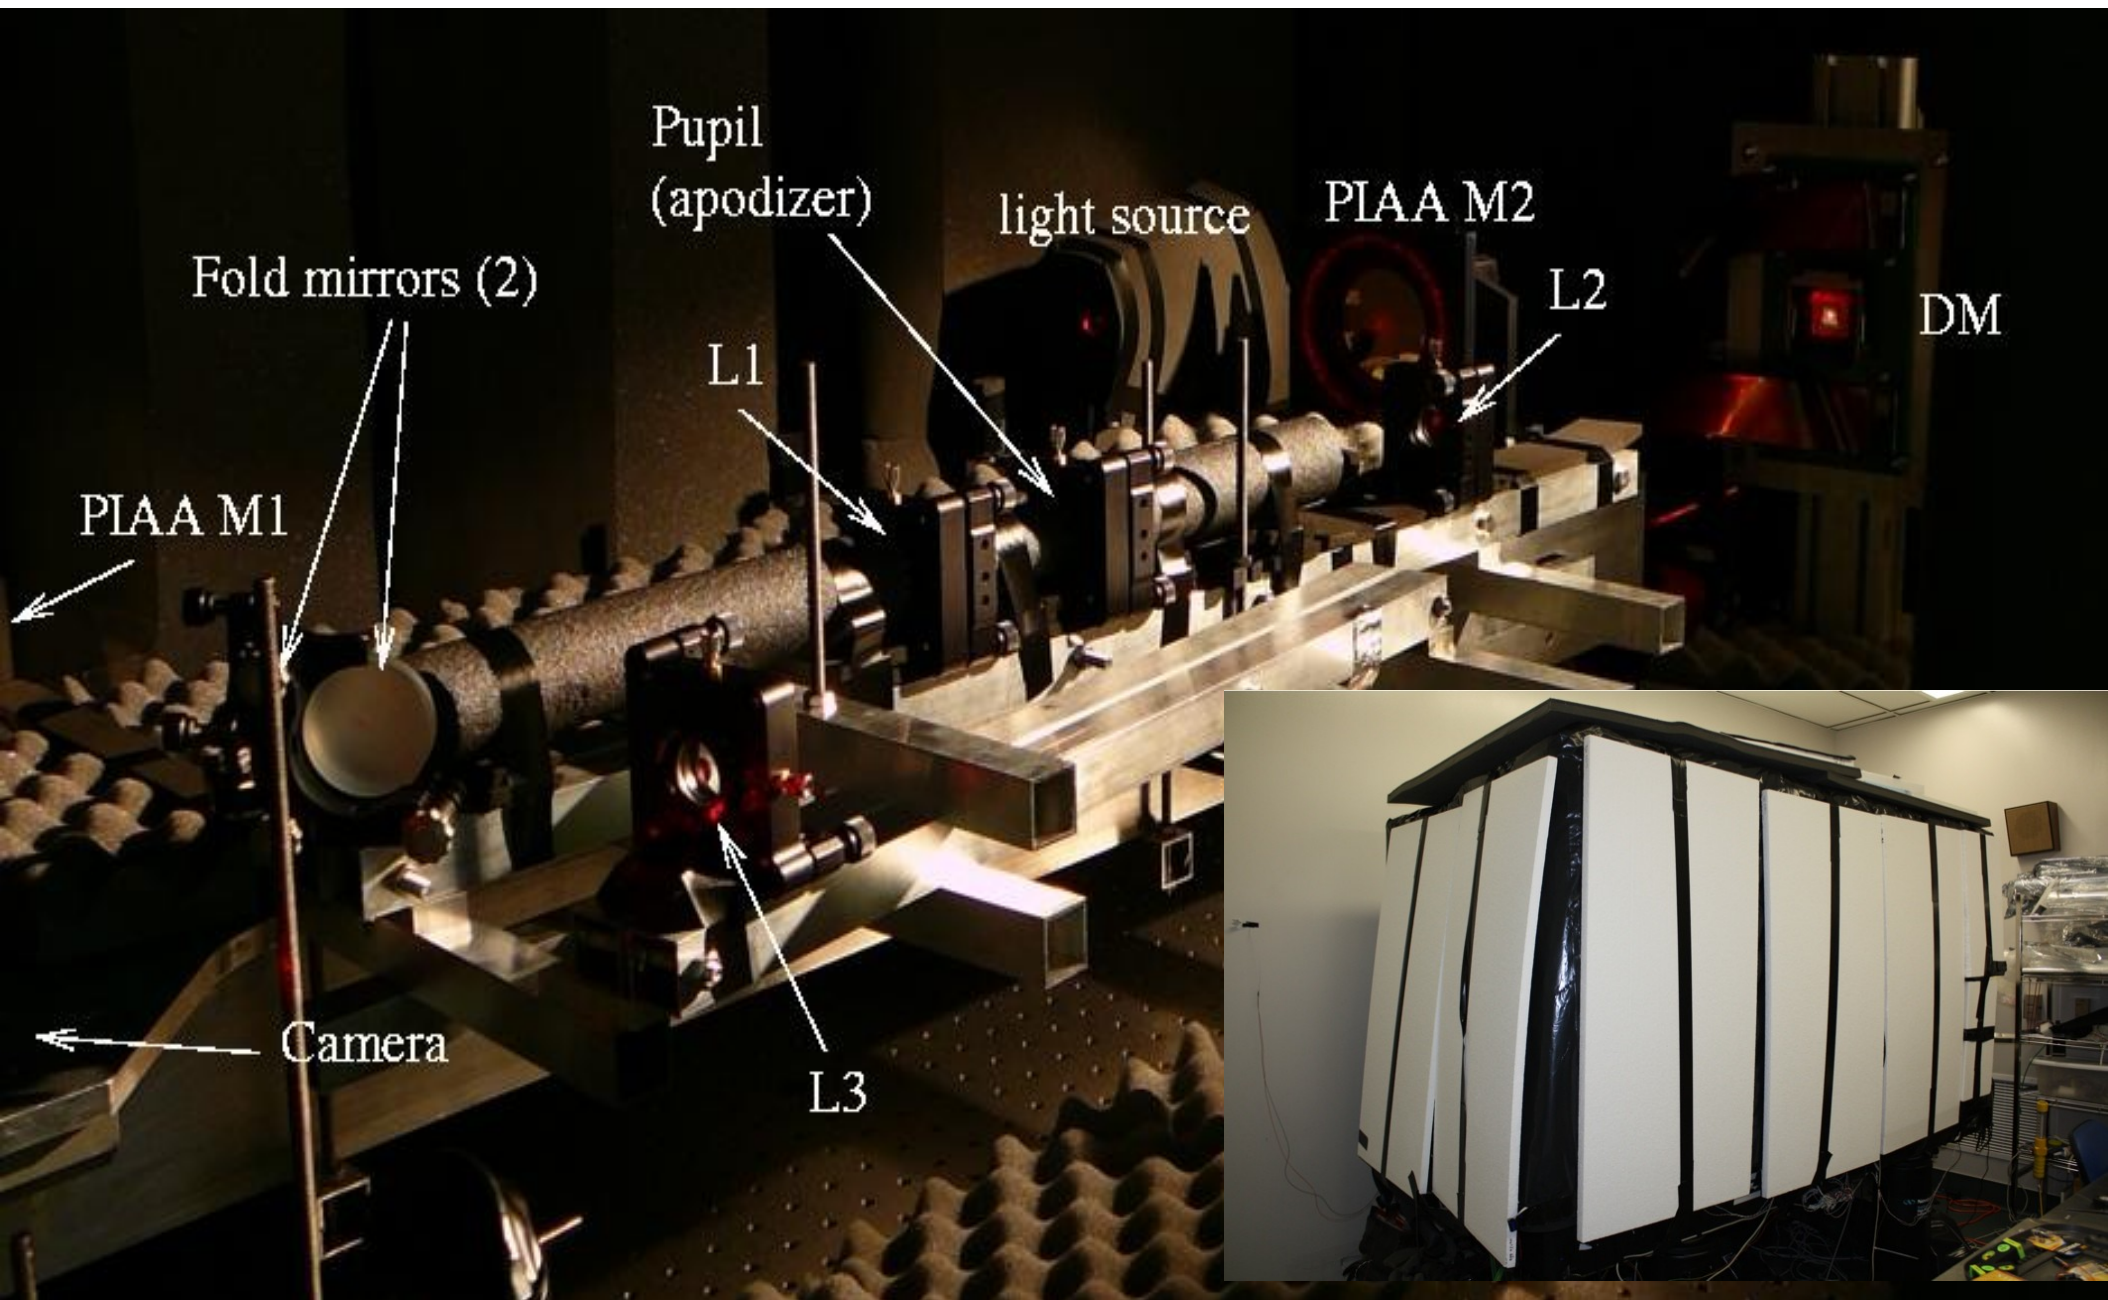 Pupil
(apodizer)
light source
PIAA M2
Fold mirrors (2)
L2
DM
L1
PIAA M1
Camera
L3